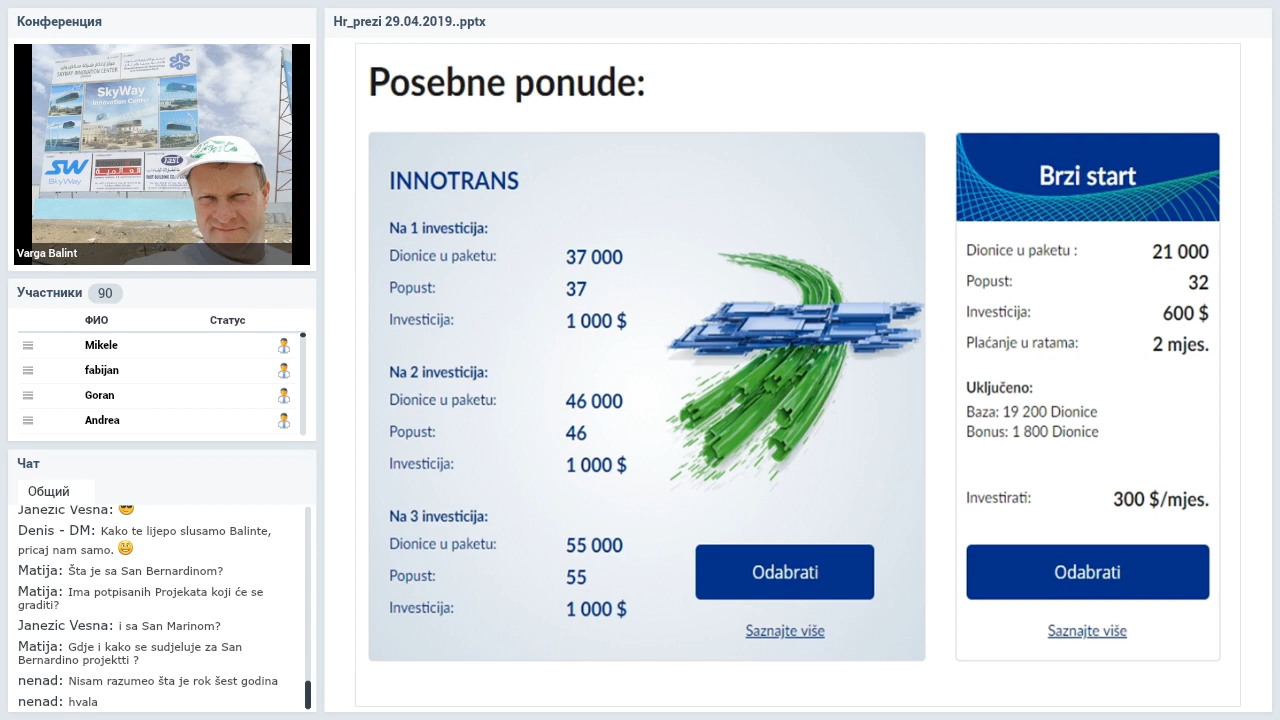 Конференция
SKYWAY INNOVATION CENTER
SkyWay
Innovation Center
SW
SkyWay
fast
Varga Balint
Участники 90
ФИО Статус
Mikele
fabijan
Goran
Andrea
Чат
Общий
Janezic Vesna:
Denis - DM: Kako te lijepo slusamo Balinte,
pricaj nam samo.
Matija: Šta je sa San Bernardinom?
Matija: Ima potpisanih Projekata koji će se
graditi?
Janezic Vesna: i sa San Marinom?
Matija: Gdje i kako se sudjeluje za San
Bernardino projektti ?
nenad: Nisam razumeo šta je rok šest godina
nenad: hvala
Hr_prezi 29.04.2019..pptx
Posebne ponude:
INNOTRANS
Na 1 investicija:
Dionice u paketu: 37 000
Popust: 37
Investicija: 1 000 $
Na 2 investicija:
Dionice u paketu: 46 000
Popust: 46
Investicija: 1 000 $
Na 3 investicija:
Dionice u paketu: 55 000
Popust: 55
Investicija: 1 000 $
Odabrati
Saznajte više
Brzi start
Dionice u paketu : 21 000
Popust: 32
Investicija: 600 $
Plaćanje u ratama: 2 mjes.
Uključeno:
Baza: 19 200 Dionice
Bonus: 1 800 Dionice
Investirati: 300 $/mjes.
Odabrati
Saznajte više